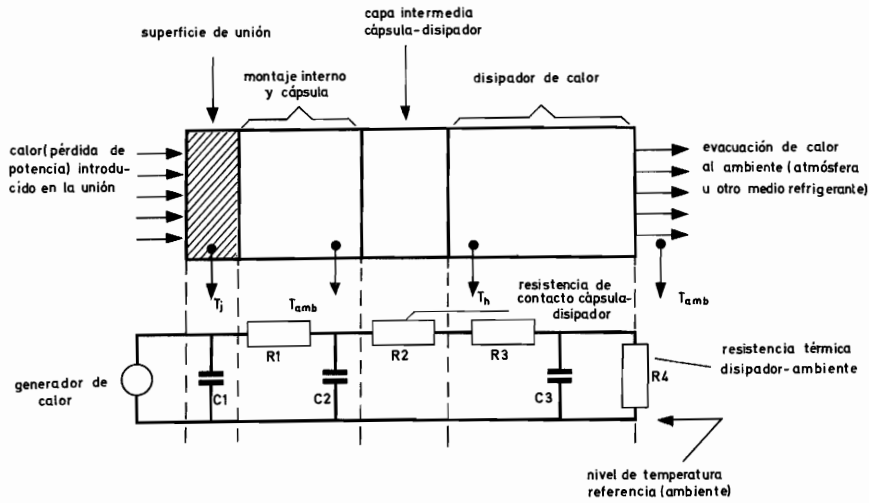 superficie de unión
capa intermedia
cápsula-disipador
montaje interno
y cápsula
disipador de calor
calor(pérdida de
potencia) introdu-
cido en la unión
evacuación de calor
al ambiente (atmósfera
u otro medio refrigerante)
Tj
Tamb
Th
resistencia de
contacto cápsula-
disipador
Tamb
R1
R2
R3
resistencia térmica
disipador-ambiente
generador de
calor
C1
C2
C3
R4
nivel de temperatura
referencia (ambiente)